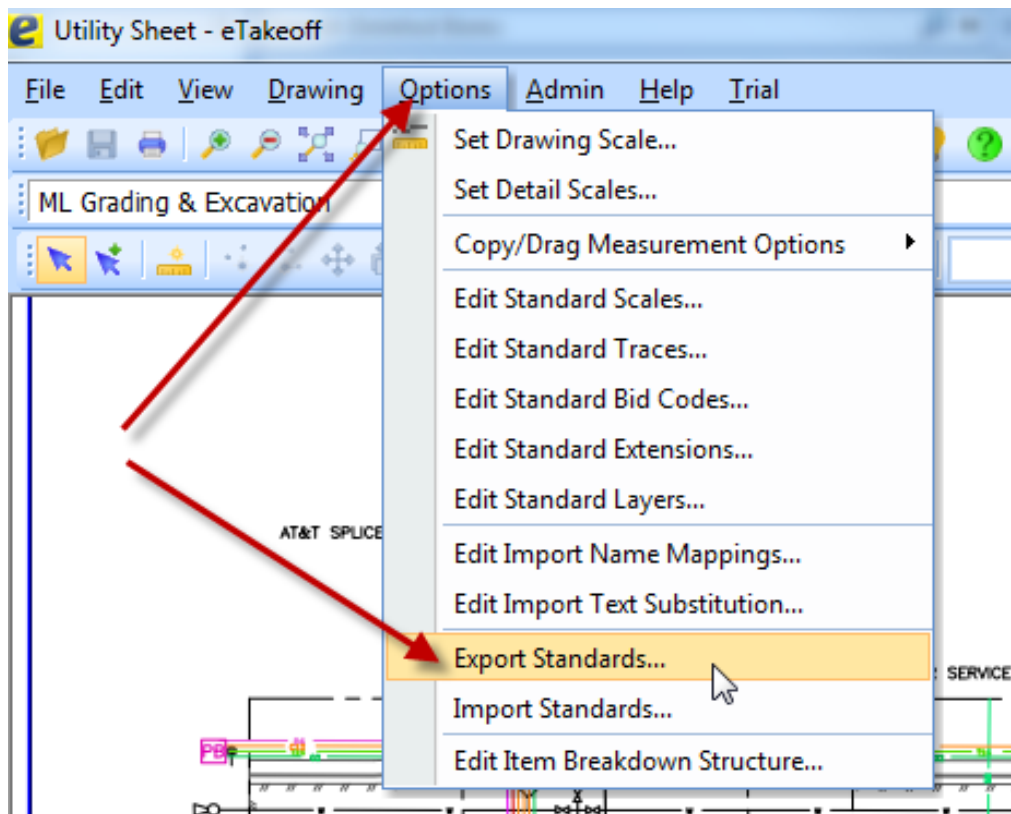 Utility Sheet - eTakeoff
File Edit View Drawing Options Admin Help Trial
Set Drawing Scale...
Set Detail Scales...
ML Grading & Excavation
Copy/Drag Measurement Options
Edit Standard Scales...
Edit Standard Traces...
Edit Standard Bid Codes...
Edit Standard Extensions...
Edit Standard Layers...
AT&T SPLICE
Edit Import Name Mappings...
Edit Import Text Substitution...
Export Standards...
SERVICE
Import Standards...
PB
Edit Item Breakdown Structure...